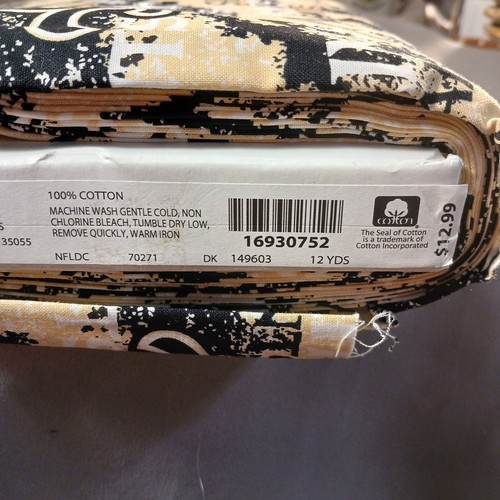 100% COTTON
MACHINE WASH GENTLE COLD, NON
CHLORINE BLEACH, TUMBLE DRY LOW,
REMOVE QUICKLY, WARM IRON
S
35055
NFLDC 70271 DK 149603 12 YDS
16930752
cotton
The Seal of Cotton
is a trademark of
Cotton Incorporated
$12.99